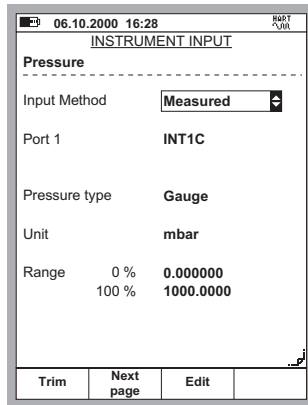 06.10.2000 16:28 HART
INSTRUMENT INPUT
Pressure
Input Method Measured
Port 1 INT1C
Pressure type Gauge
Unit mbar
Range 0 % 0.000000
100 % 1000.0000
Trim Next page Edit